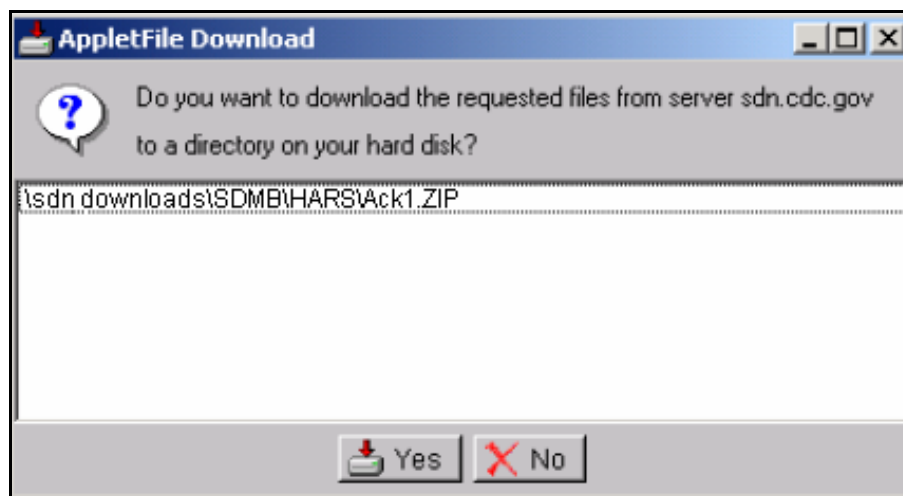 AppletFile Download
Do you want to download the requested files from server sdn.cdc.gov
to a directory on your hard disk?
\sdn downloads\SDMB\HARS\Ack1.ZIP
Yes No